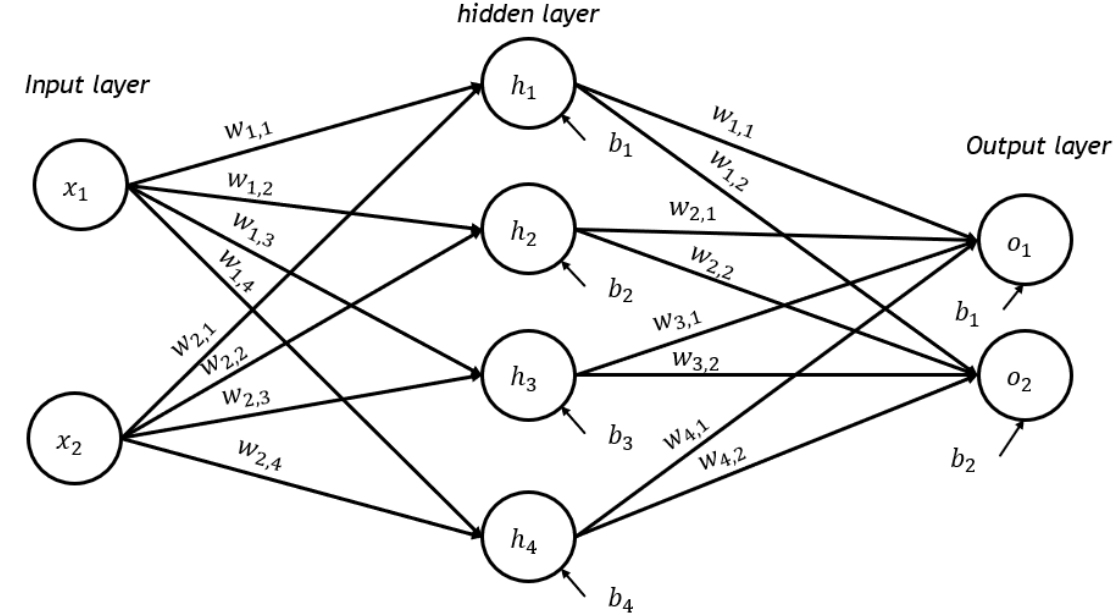 hidden layer
Input layer
Output layer
x₁
x₂
h₁
h₂
h₃
h₄
o₁
o₂
w₁,₁
w₁,₂
w₁,₃
w₁,₄
w₂,₁
w₂,₂
w₂,₃
w₂,₄
b₁
b₂
b₃
b₄
w₁,₁
w₁,₂
w₂,₁
w₂,₂
w₃,₁
w₃,₂
w₄,₁
w₄,₂
b₁
b₂